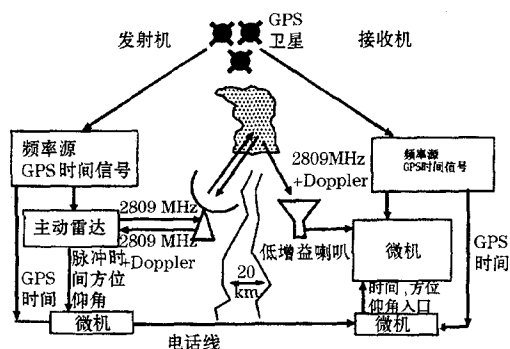 发射机
GPS
卫星
接收机
频率源
GPS时间信号
2809MHz
+Doppler
频率源
GPS时间信号
主动雷达
2809 MHz
2809 MHz
+Doppler
脉冲时
间方位
仰角
GPS
时间
低增益喇叭
微机
GPS
时间
20
km
时间,方位
仰角入口
微机
电话线
微机